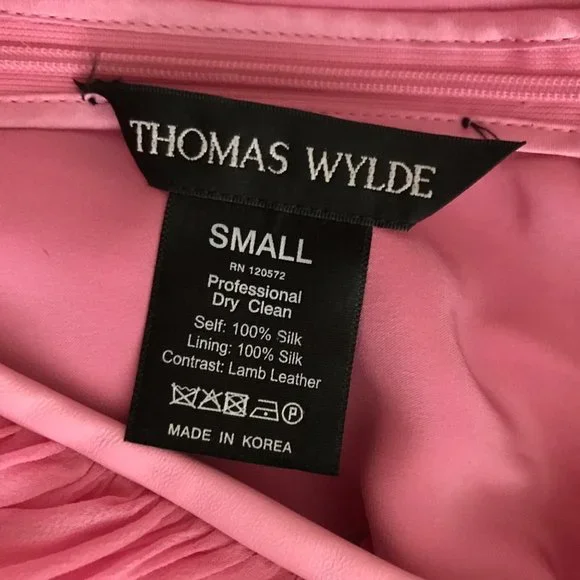 THOMAS WYLDE
SMALL
RN 120572
Professional
Dry Clean
Self: 100% Silk
Lining: 100% Silk
Contrast: Lamb Leather
P
MADE IN KOREA